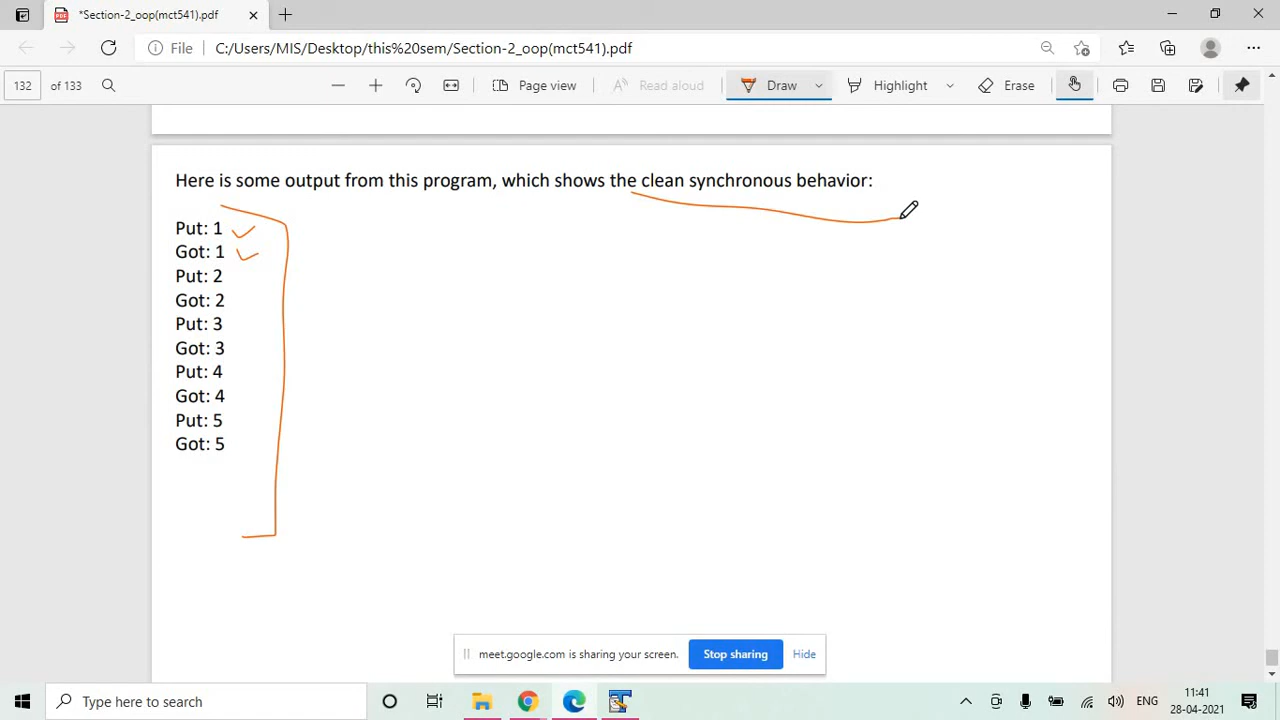 *Section-2_oop(mct541).pdf
File
C:/Users/MIS/Desktop/this%20sem/Section-2_oop(mct541).pdf
132 of 133
Page view
Read aloud
Draw
Highlight
Erase
Here is some output from this program, which shows the clean synchronous behavior:
Put: 1
Got: 1
Put: 2
Got: 2
Put: 3
Got: 3
Put: 4
Got: 4
Put: 5
Got: 5
meet.google.com is sharing your screen.
Stop sharing
Hide
Type here to search
ENG
11:41
28-04-2021